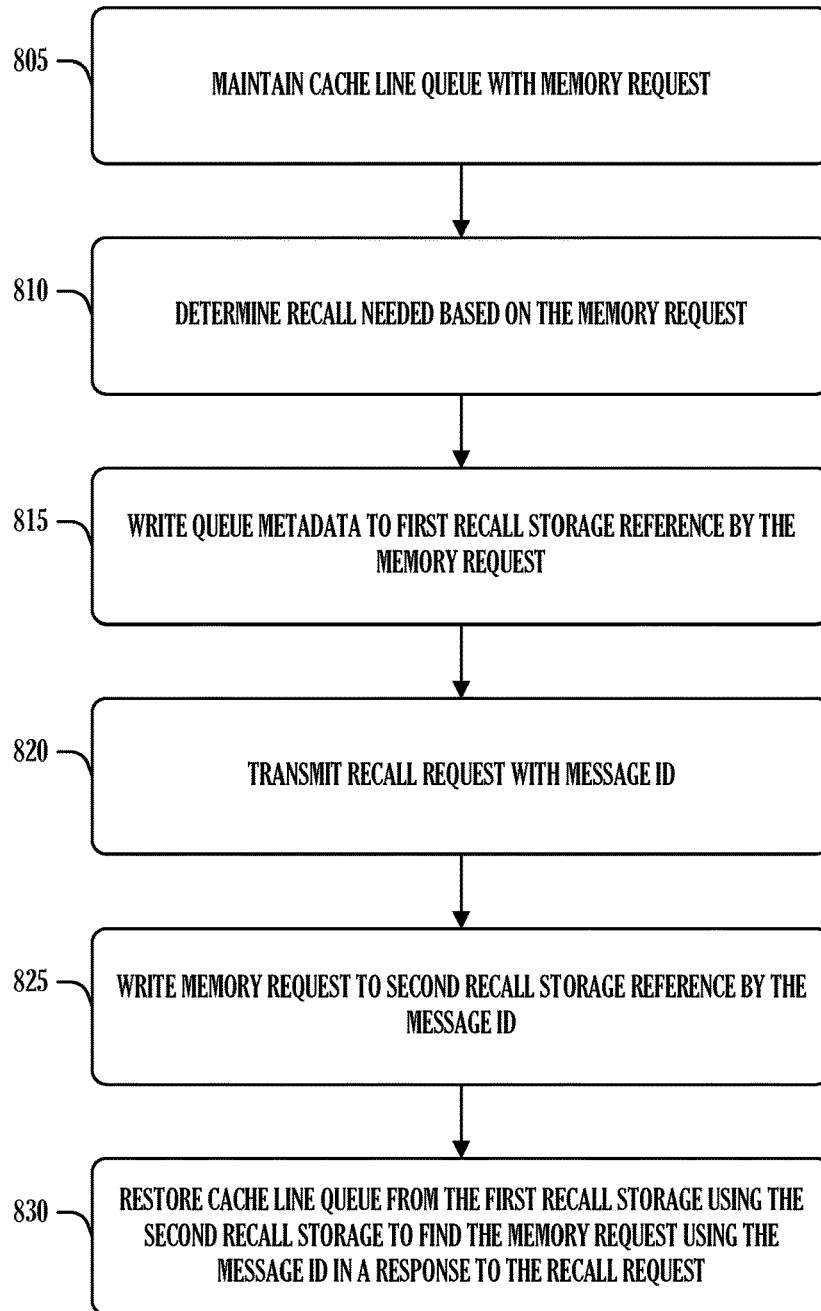 805
MAINTAIN CACHE LINE QUEUE WITH MEMORY REQUEST
810
DETERMINE RECALL NEEDED BASED ON THE MEMORY REQUEST
815
WRITE QUEUE METADATA TO FIRST RECALL STORAGE REFERENCE BY THE
MEMORY REQUEST
820
TRANSMIT RECALL REQUEST WITH MESSAGE ID
825
WRITE MEMORY REQUEST TO SECOND RECALL STORAGE REFERENCE BY THE
MESSAGE ID
830
RESTORE CACHE LINE QUEUE FROM THE FIRST RECALL STORAGE USING THE
SECOND RECALL STORAGE TO FIND THE MEMORY REQUEST USING THE
MESSAGE ID IN A RESPONSE TO THE RECALL REQUEST